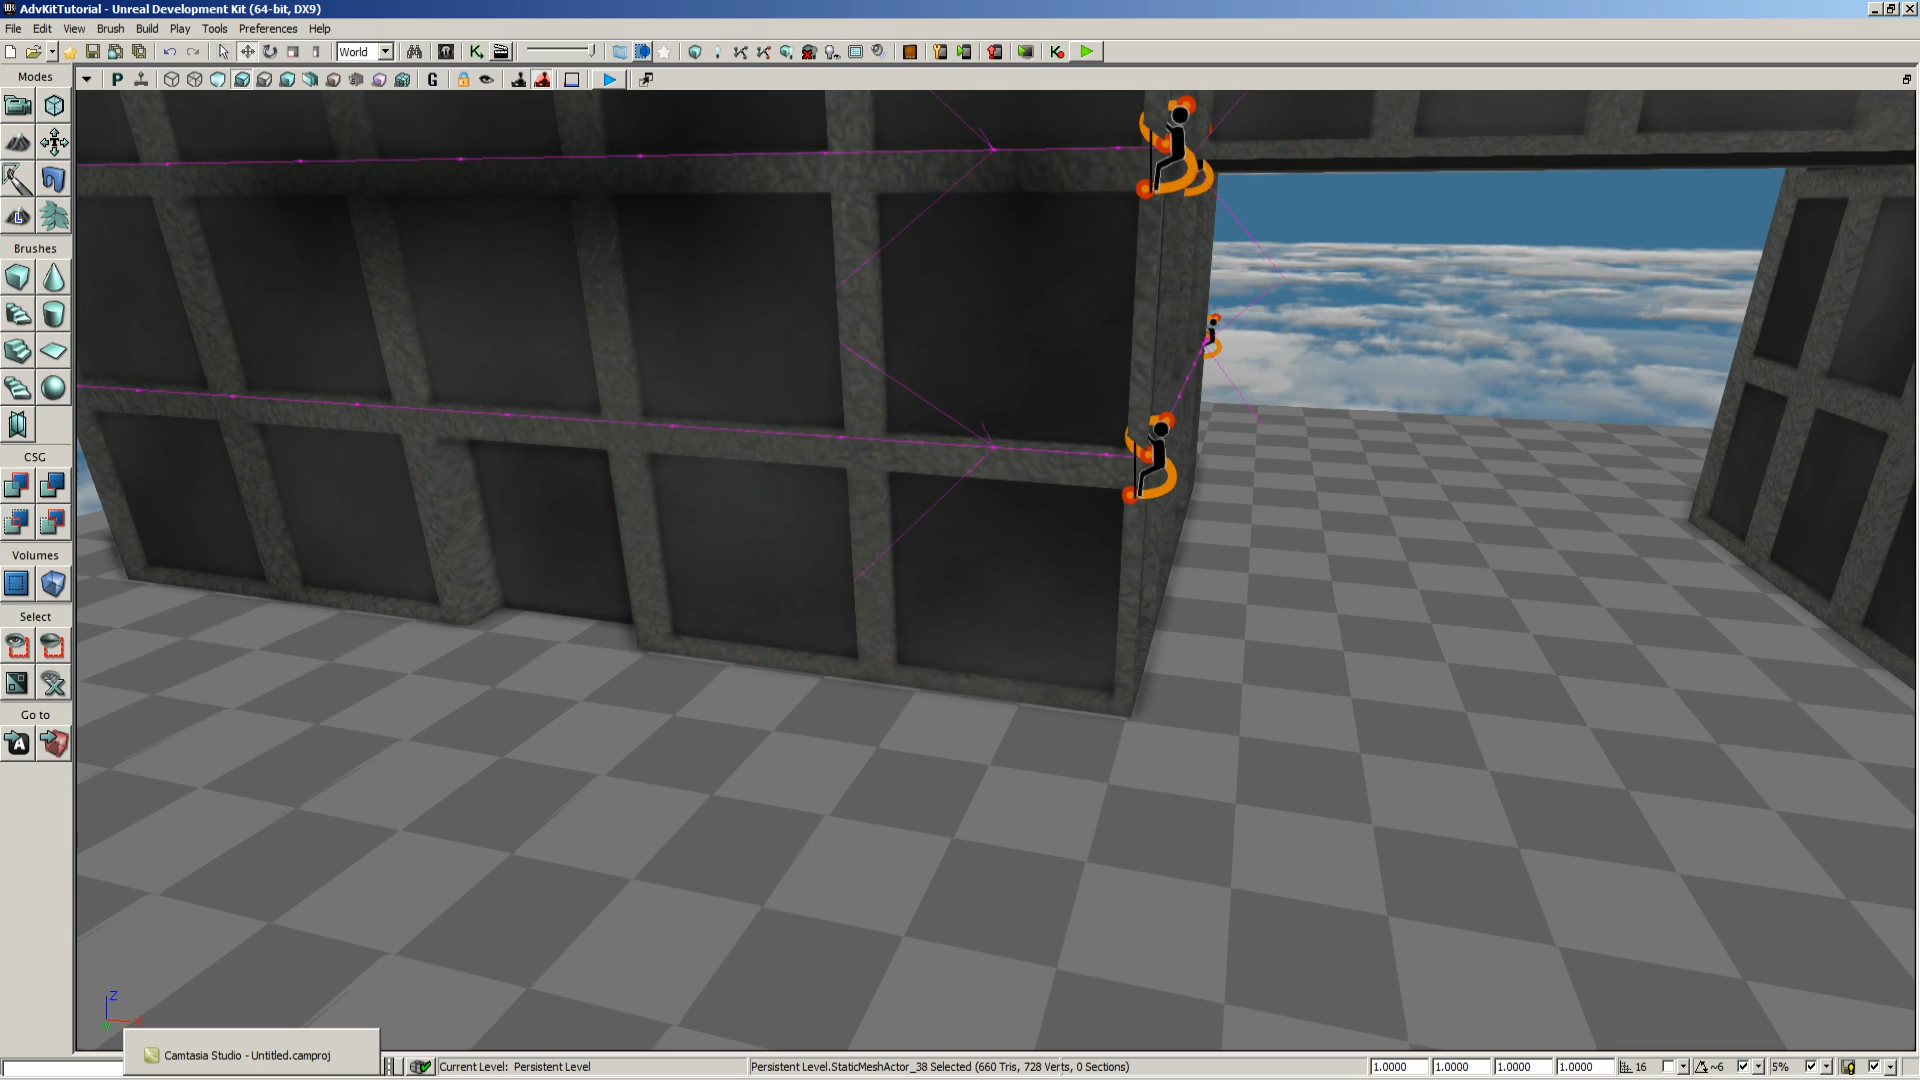 AdvKitTutorial - Unreal Development Kit (64-bit, DX9)
File Edit View Brush Build Play Tools Preferences Help
World
Modes
P
G
L
Brushes
CSG
Volumes
Select
Go to
A
Z
X
Y
Camtasia Studio - Untitled.camproj
Current Level: Persistent Level
Persistent Level.StaticMeshActor_38 Selected (660 Tris, 728 Verts, 0 Sections)
1.0000 1.0000 1.0000 1.0000 16 ~6 5%